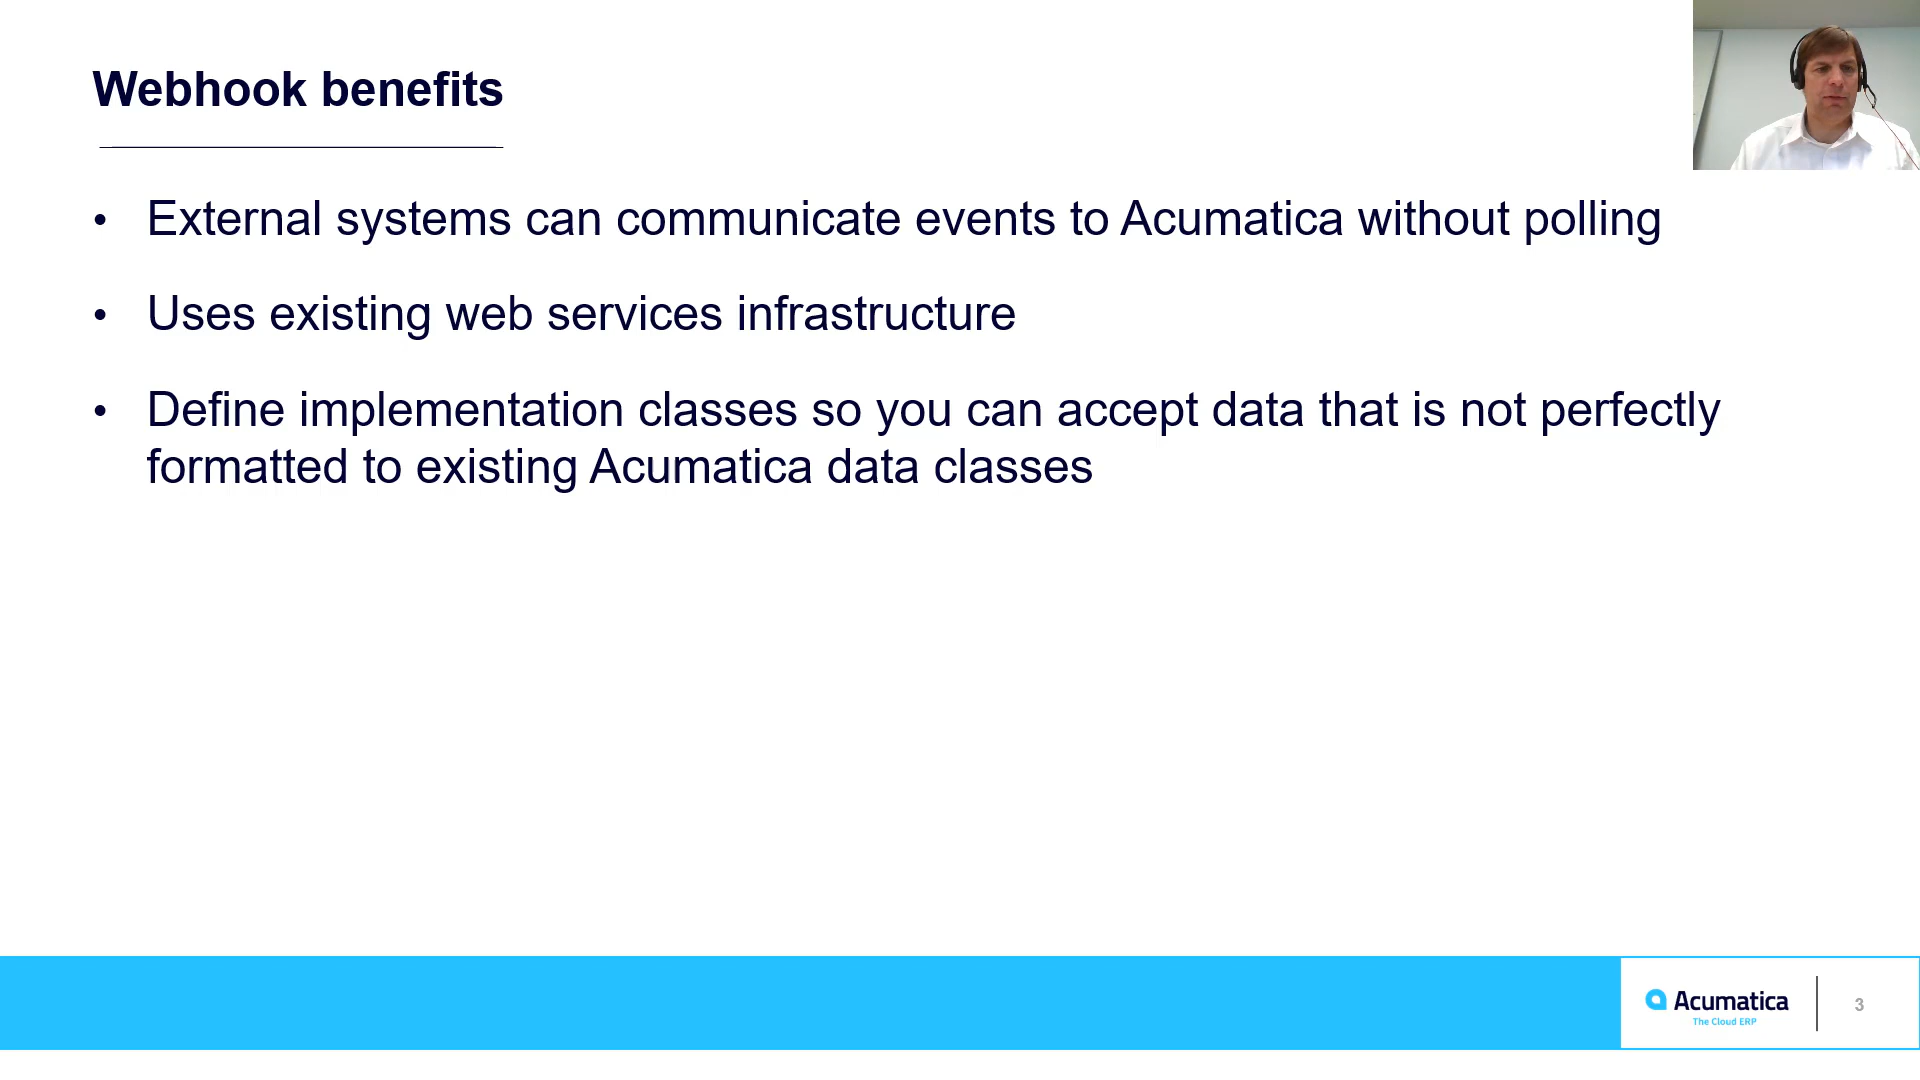 Webhook benefits
• External systems can communicate events to Acumatica without polling
• Uses existing web services infrastructure
• Define implementation classes so you can accept data that is not perfectly
formatted to existing Acumatica data classes
Acumatica
The Cloud ERP
3